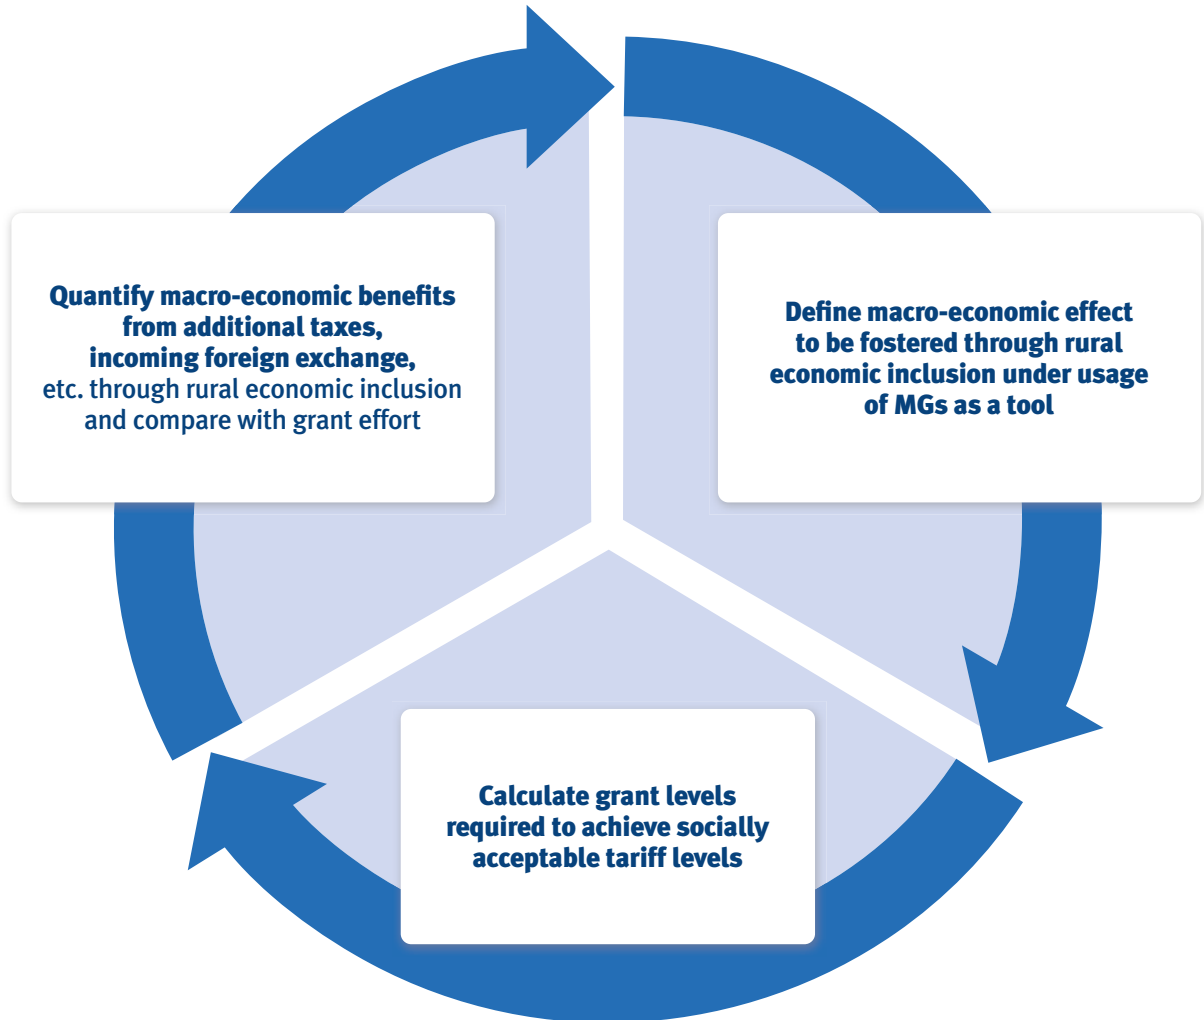 Quantify macro-economic benefits
from additional taxes,
incoming foreign exchange,
etc. through rural economic inclusion
and compare with grant effort
Define macro-economic effect
to be fostered through rural
economic inclusion under usage
of MGs as a tool
Calculate grant levels
required to achieve socially
acceptable tariff levels